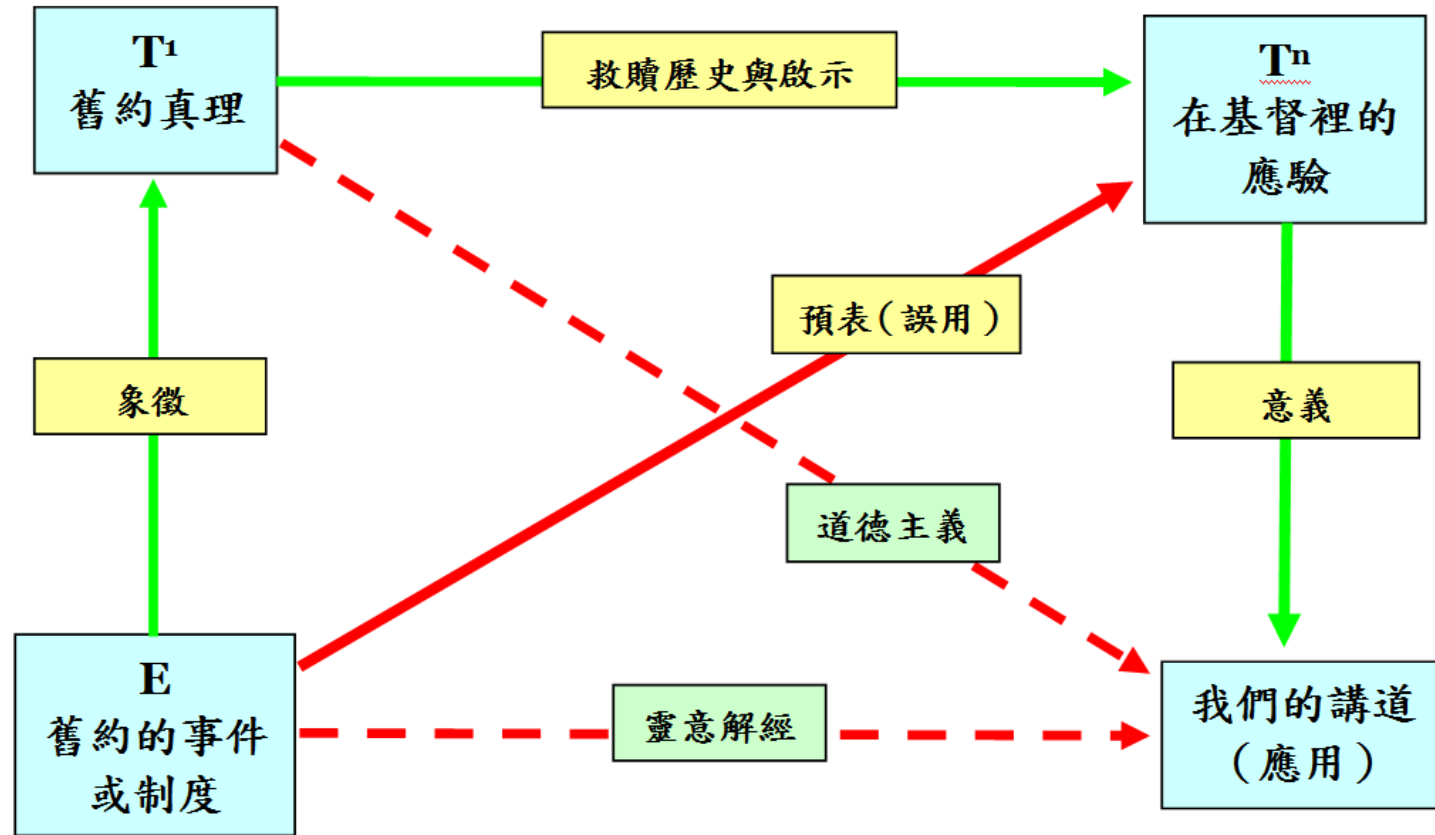 T¹
舊約真理
救贖歷史與啟示
Tⁿ
在基督裡的
應驗
預表(誤用)
象徵
意義
道德主義
E
舊約的事件
或制度
靈意解經
我們的講道
(應用)